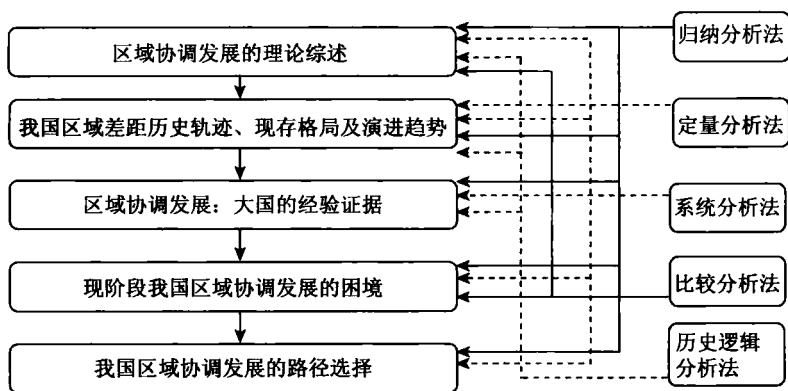 区域协调发展的理论综述
归纳分析法
我国区域差距历史轨迹、现存格局及演进趋势
定量分析法
区域协调发展：大国的经验证据
系统分析法
现阶段我国区域协调发展的困境
比较分析法
我国区域协调发展的路径选择
历史逻辑
分析法